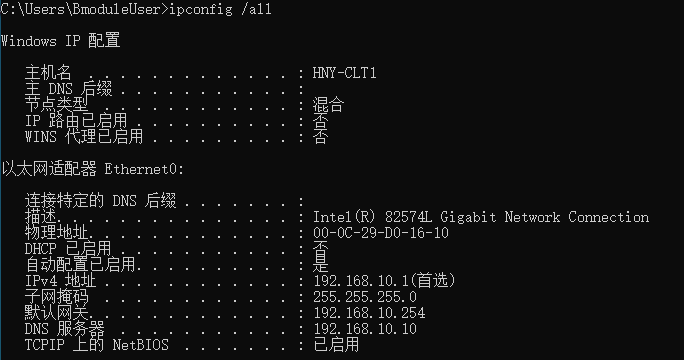 C:\Users\BmoduleUser>ipconfig /all
Windows IP 配置
主机名 . . . . . . . . . . . . . : HNY-CLT1
主 DNS 后缀 . . . . . . . . . . . :
节点类型 . . . . . . . . . . . . : 混合
IP 路由已启用 . . . . . . . . . . : 否
WINS 代理已启用 . . . . . . . . . : 否
以太网适配器 Ethernet0:
连接特定的 DNS 后缀 . . . . . . . :
描述. . . . . . . . . . . . . . . : Intel(R) 82574L Gigabit Network Connection
物理地址. . . . . . . . . . . . . : 00-0C-29-D0-16-10
DHCP 已启用 . . . . . . . . . . . : 否
自动配置已启用. . . . . . . . . . : 是
IPv4 地址 . . . . . . . . . . . . : 192.168.10.1(首选)
子网掩码 . . . . . . . . . . . . : 255.255.255.0
默认网关. . . . . . . . . . . . . : 192.168.10.254
DNS 服务器 . . . . . . . . . . . : 192.168.10.10
TCPIP 上的 NetBIOS . . . . . . . : 已启用